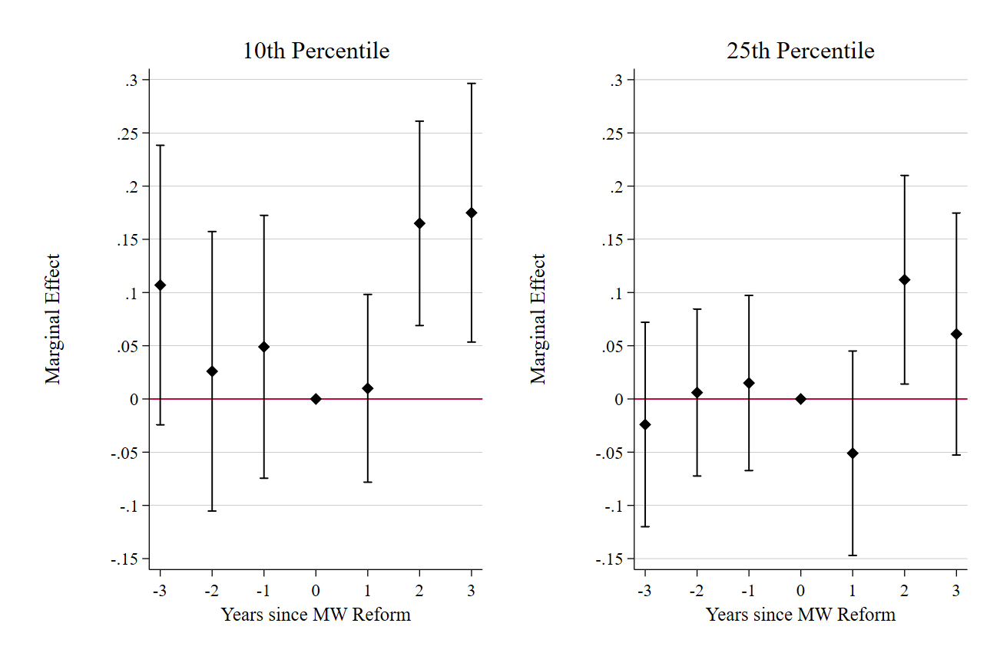 10th Percentile
Marginal Effect
.3
.25
.2
.15
.1
.05
0
-.05
-.1
-.15
-3 -2 -1 0 1 2 3
Years since MW Reform
25th Percentile
Marginal Effect
.3
.25
.2
.15
.1
.05
0
-.05
-.1
-.15
-3 -2 -1 0 1 2 3
Years since MW Reform